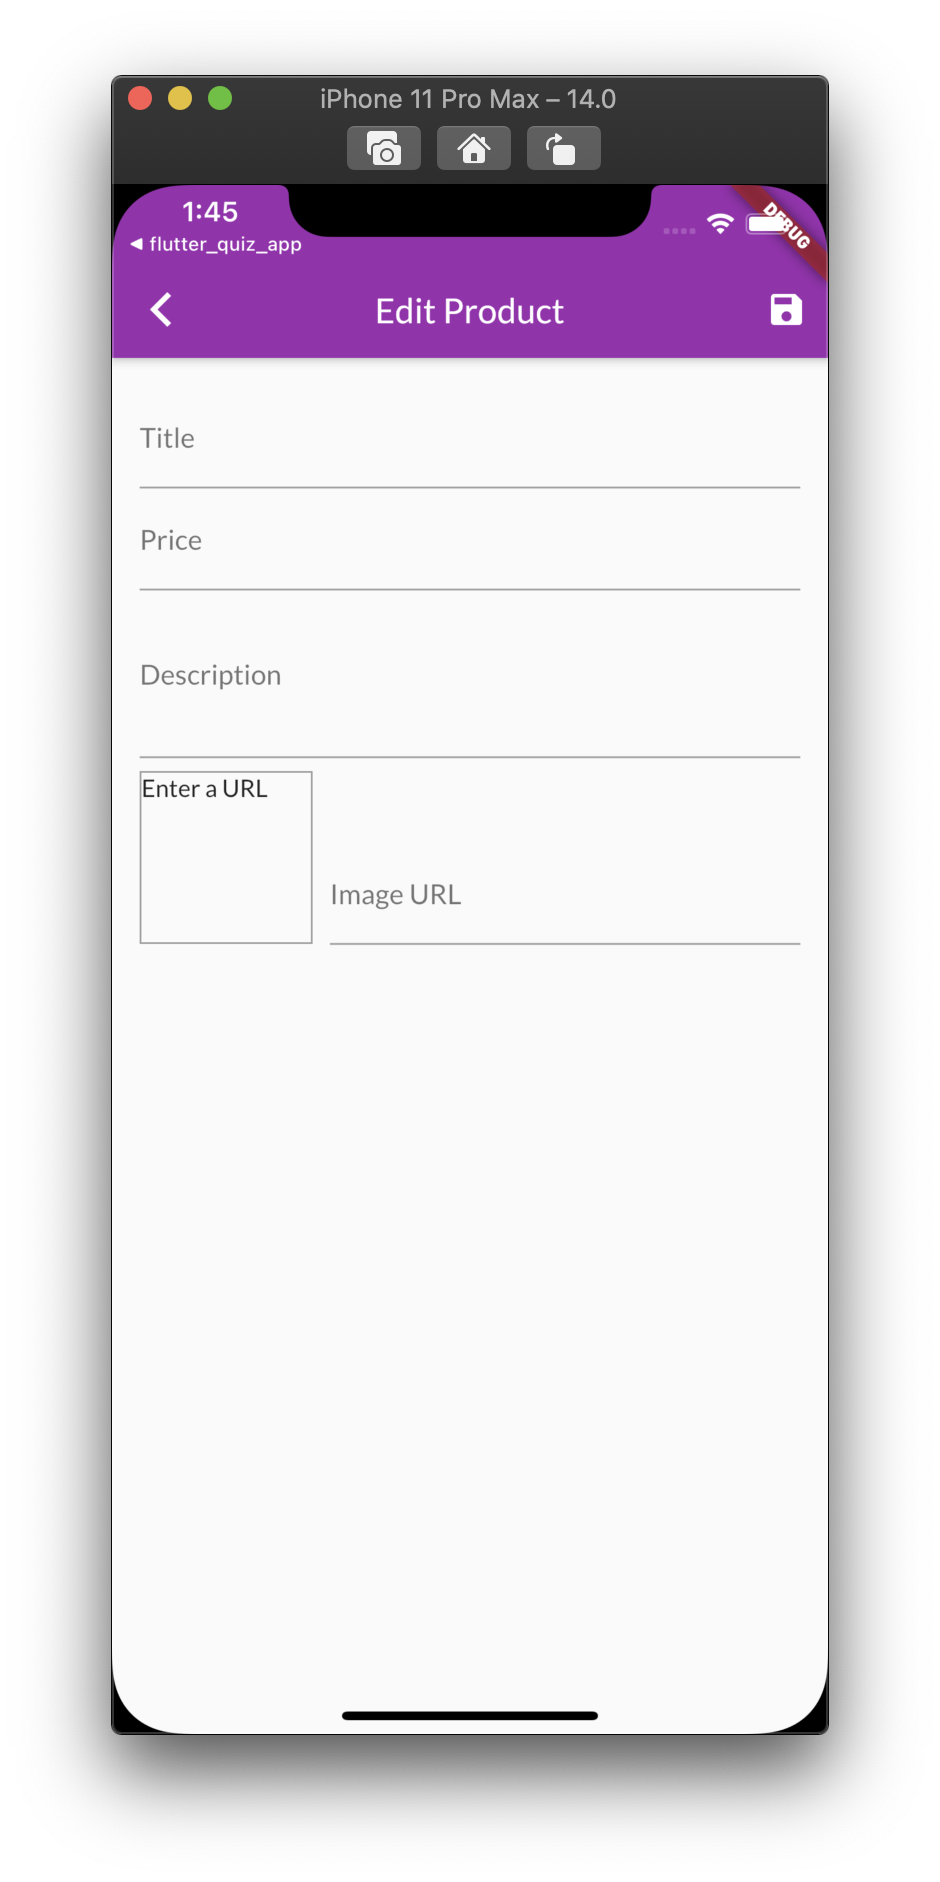 iPhone 11 Pro Max – 14.0
1:45
DEBUG
◀ flutter_quiz_app
Edit Product
Title
Price
Description
Enter a URL
Image URL